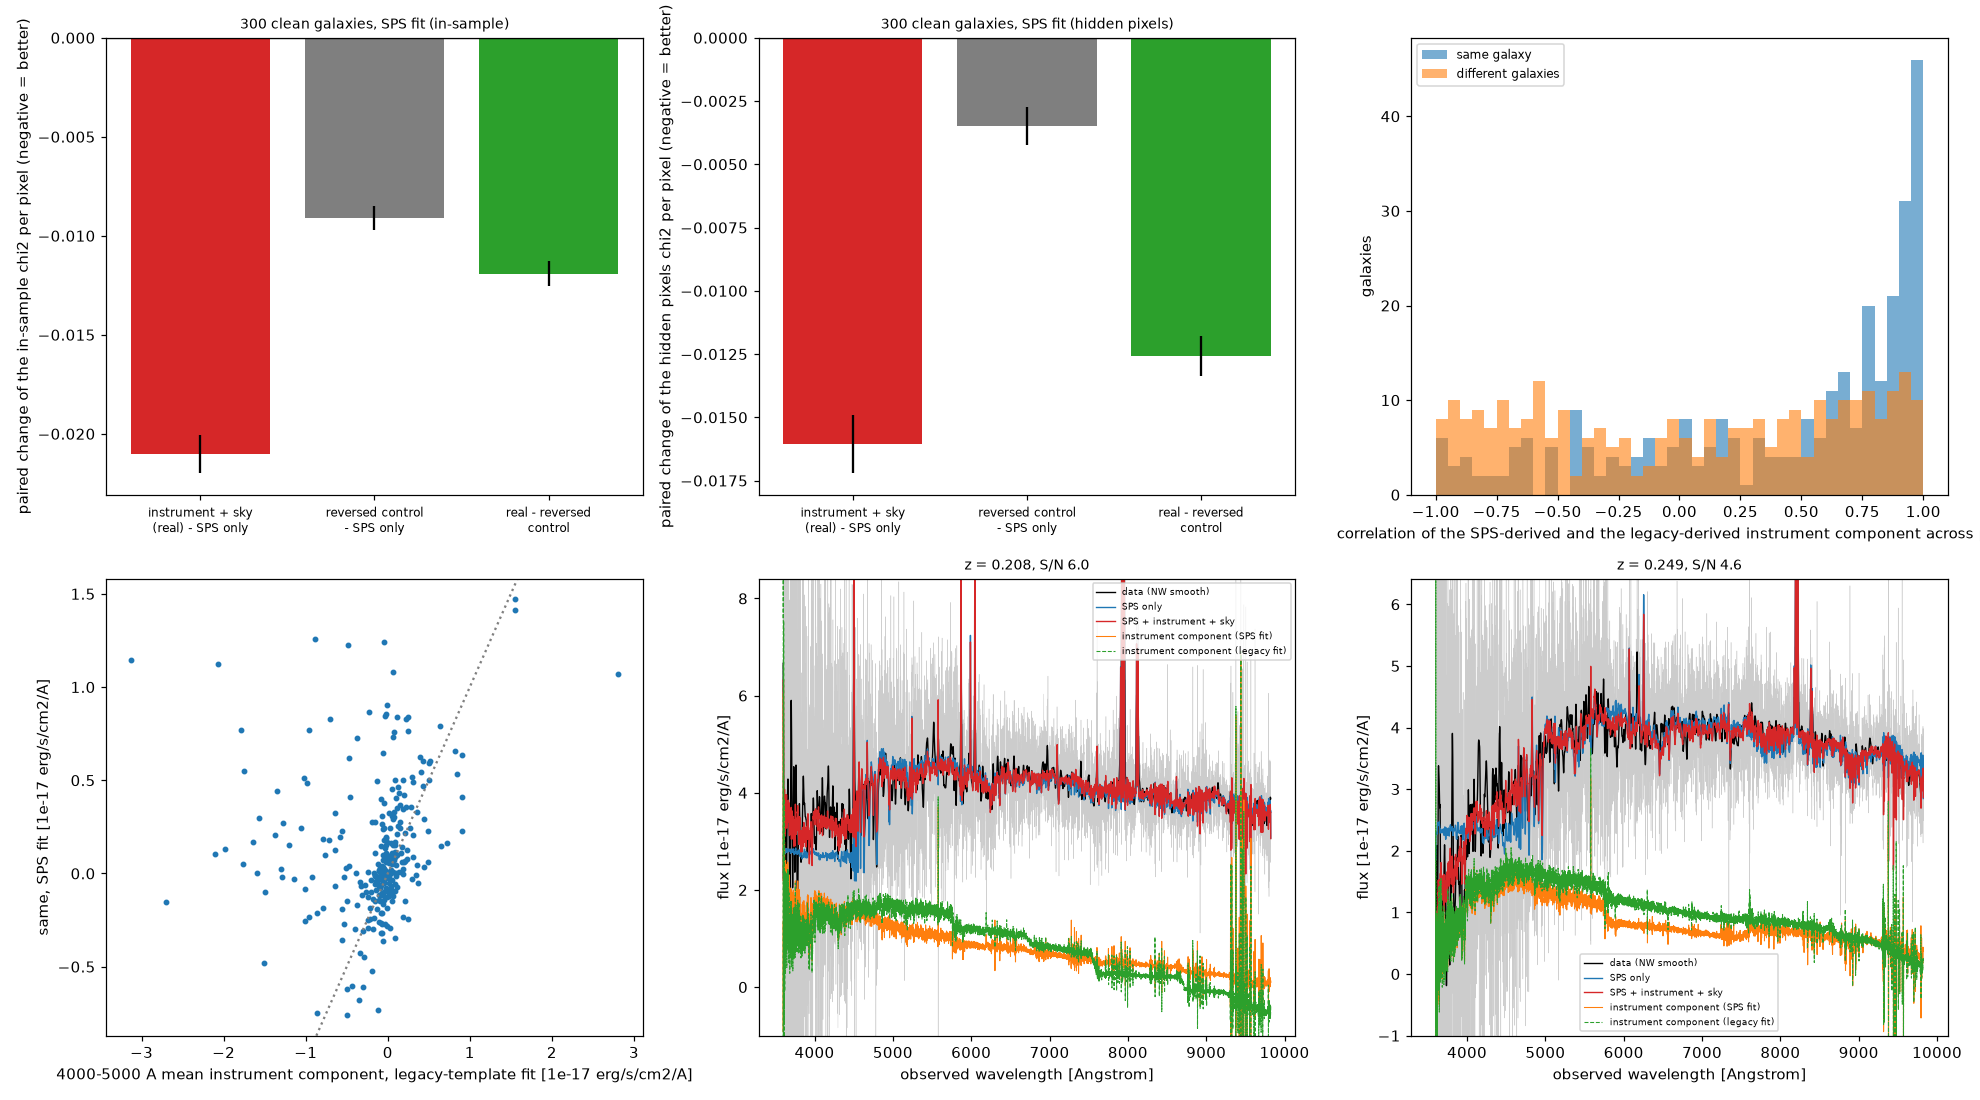 300 clean galaxies, SPS fit (in-sample)
paired change of the in-sample chi2 per pixel (negative = better)
0.000
−0.005
−0.010
−0.015
−0.020
instrument + sky
(real) - SPS only
reversed control
- SPS only
real - reversed
control
300 clean galaxies, SPS fit (hidden pixels)
paired change of the hidden pixels chi2 per pixel (negative = better)
0.0000
−0.0025
−0.0050
−0.0075
−0.0100
−0.0125
−0.0150
−0.0175
instrument + sky
(real) - SPS only
reversed control
- SPS only
real - reversed
control
same galaxy
different galaxies
galaxies
40
30
20
10
0
−1.00 −0.75 −0.50 −0.25 0.00 0.25 0.50 0.75 1.00
correlation of the SPS-derived and the legacy-derived instrument component across
same, SPS fit [1e-17 erg/s/cm2/A]
1.5
1.0
0.5
0.0
−0.5
−3 −2 −1 0 1 2 3
4000-5000 A mean instrument component, legacy-template fit [1e-17 erg/s/cm2/A]
z = 0.208, S/N 6.0
data (NW smooth)
SPS only
SPS + instrument + sky
instrument component (SPS fit)
instrument component (legacy fit)
flux [1e-17 erg/s/cm2/A]
8
6
4
2
0
4000 5000 6000 7000 8000 9000 10000
observed wavelength [Angstrom]
z = 0.249, S/N 4.6
flux [1e-17 erg/s/cm2/A]
6
5
4
3
2
1
0
−1
data (NW smooth)
SPS only
SPS + instrument + sky
instrument component (SPS fit)
instrument component (legacy fit)
4000 5000 6000 7000 8000 9000 10000
observed wavelength [Angstrom]